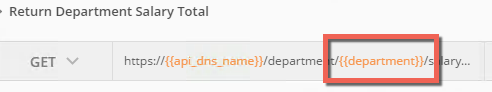 Return Department Salary Total
GET https://{{api_dns_name}}/department/{{department}}/salary...